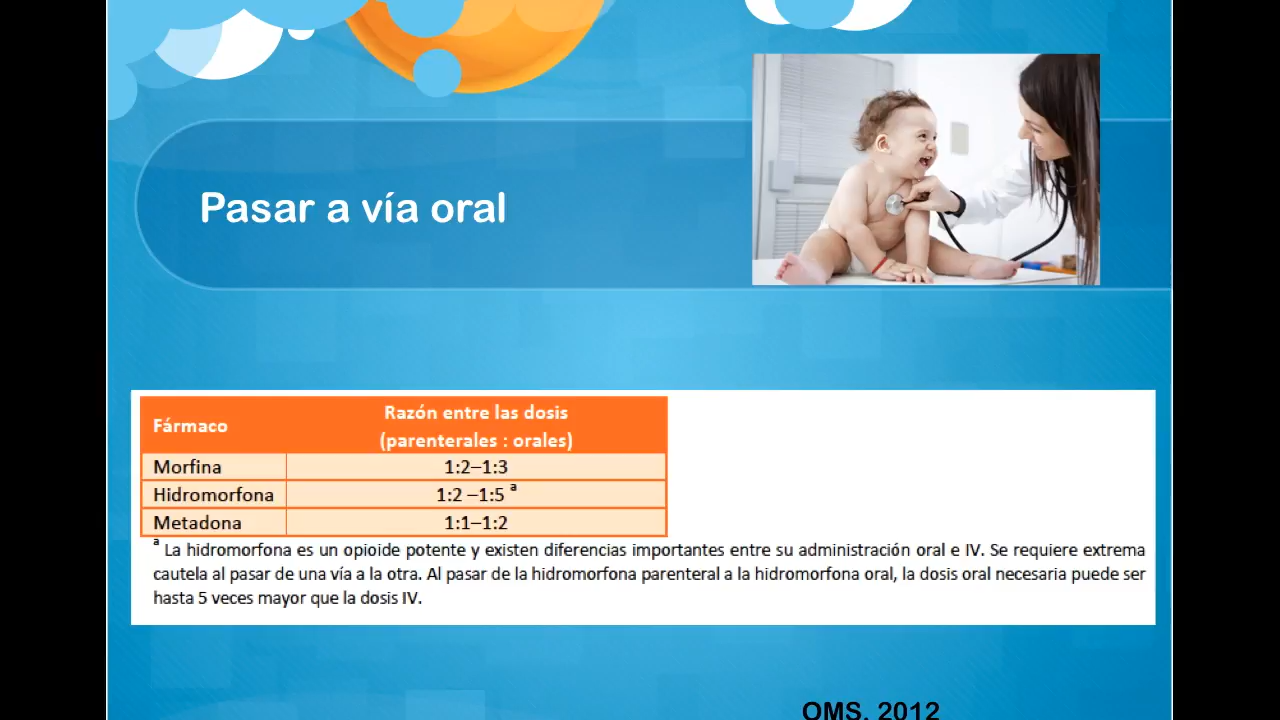 Pasar a vía oral
Fármaco
Razón entre las dosis
(parenterales : orales)
Morfina 1:2–1:3
Hidromorfona 1:2 –1:5 ª
Metadona 1:1–1:2
ª La hidromorfona es un opioide potente y existen diferencias importantes entre su administración oral e IV. Se requiere extrema
cautela al pasar de una vía a la otra. Al pasar de la hidromorfona parenteral a la hidromorfona oral, la dosis oral necesaria puede ser
hasta 5 veces mayor que la dosis IV.
OMS, 2012